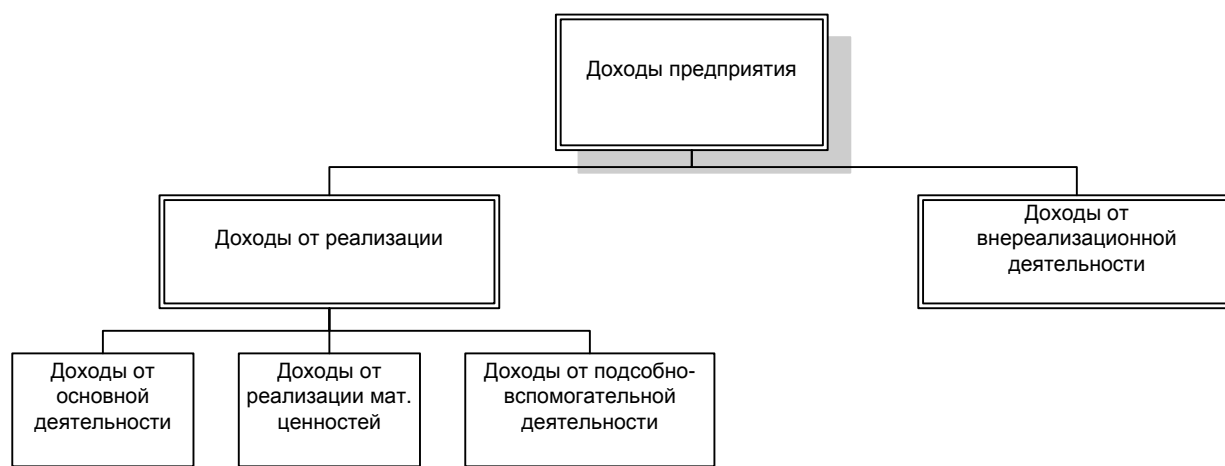 Доходы предприятия
Доходы от реализации
Доходы от
внереализационной
деятельности
Доходы от
основной
деятельности
Доходы от
реализации мат.
ценностей
Доходы от подсобно-
вспомогательной
деятельности